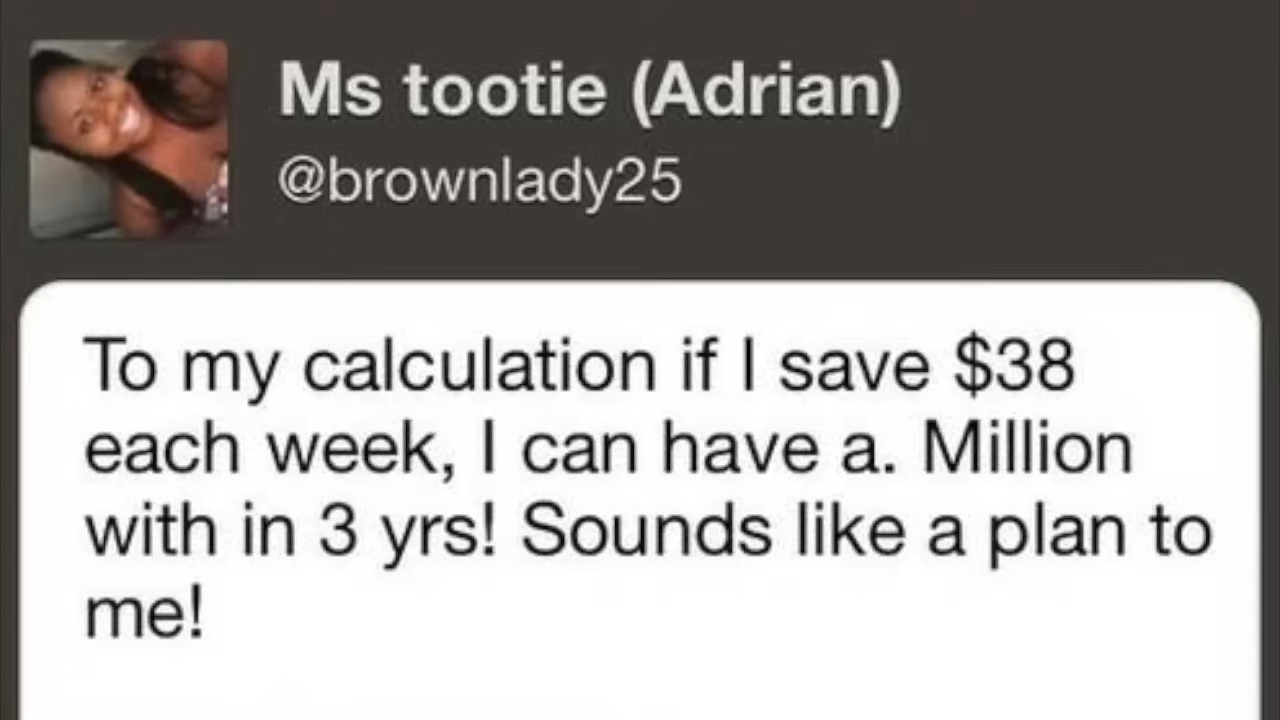 Ms tootie (Adrian)
@brownlady25
To my calculation if I save $38
each week, I can have a. Million
with in 3 yrs! Sounds like a plan to
me!